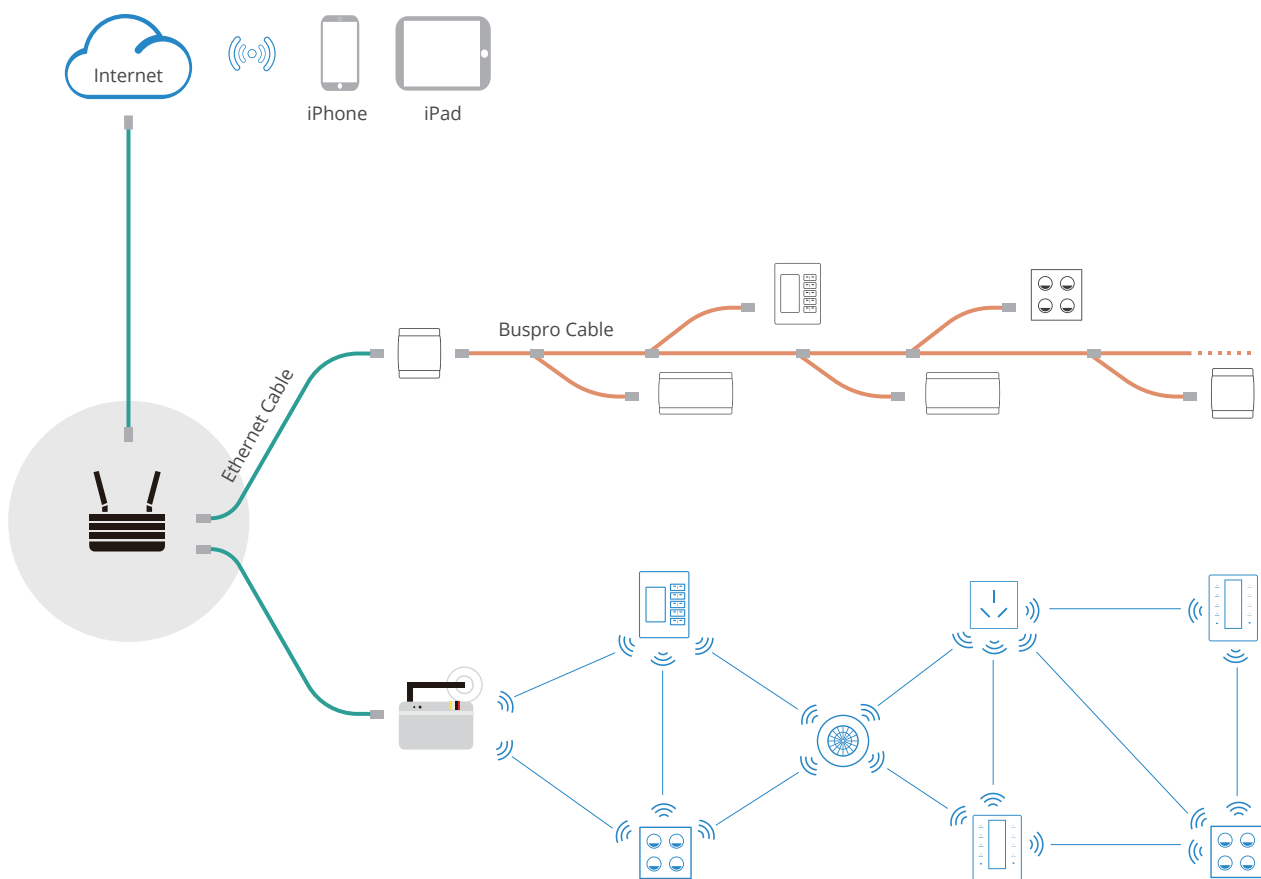 Internet
iPhone
iPad
Buspro Cable
Ethernet Cable